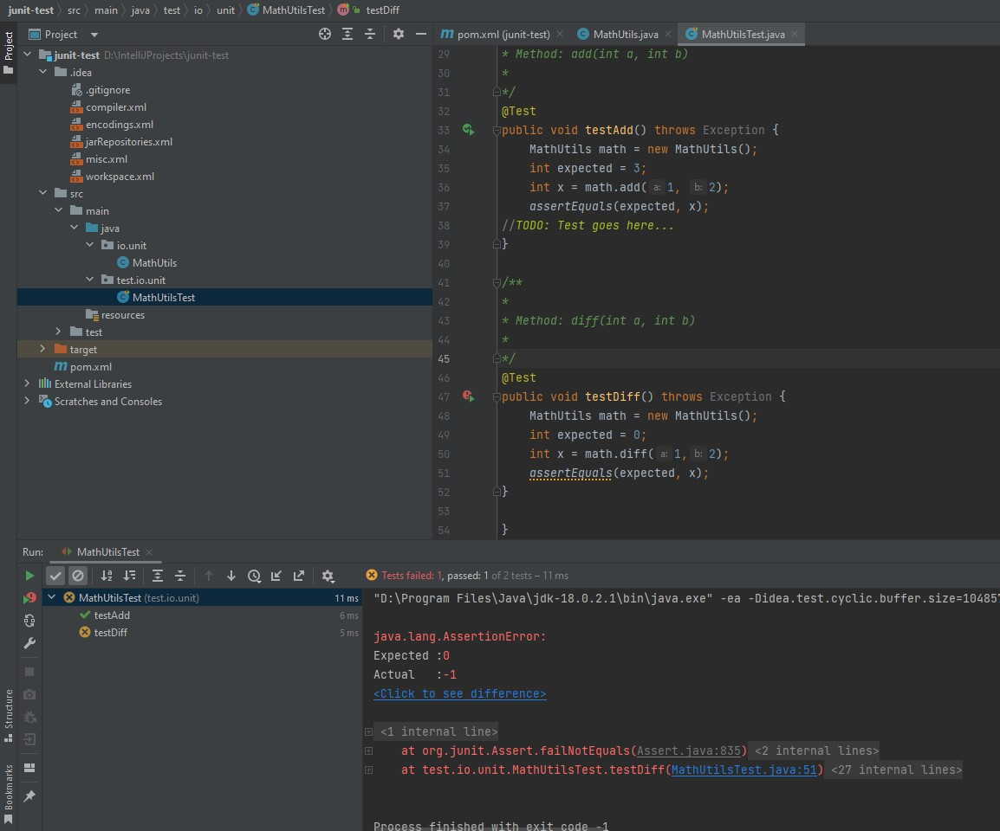 junit-test src main java test io unit MathUtilsTest testDiff
Project
Project
pom.xml (junit-test) MathUtils.java MathUtilsTest.java
junit-test D:\IntelliJProjects\junit-test
.idea
.gitignore
compiler.xml
encodings.xml
jarRepositories.xml
misc.xml
workspace.xml
src
main
java
io.unit
MathUtils
test.io.unit
MathUtilsTest
resources
test
target
pom.xml
External Libraries
Scratches and Consoles
29 * Method: add(int a, int b)
30 *
31 */
32 @Test
33 public void testAdd() throws Exception {
34 MathUtils math = new MathUtils();
35 int expected = 3;
36 int x = math.add( a: 1, b: 2);
37 assertEquals(expected, x);
38 //TODO: Test goes here...
39 }
40
41 /**
42 *
43 * Method: diff(int a, int b)
44 *
45 */
46 @Test
47 public void testDiff() throws Exception {
48 MathUtils math = new MathUtils();
49 int expected = 0;
50 int x = math.diff( a: 1, b: 2);
51 assertEquals(expected, x);
52 }
53
54 }
Run: MathUtilsTest
Tests failed: 1, passed: 1 of 2 tests – 11 ms
MathUtilsTest (test.io.unit) 11 ms
testAdd 6 ms
testDiff 5 ms
"D:\Program Files\Java\jdk-18.0.2.1\bin\java.exe" -ea -Didea.test.cyclic.buffer.size=104857
java.lang.AssertionError:
Expected :0
Actual :-1
<Click to see difference>
<1 internal line>
at org.junit.Assert.failNotEquals(Assert.java:835) <2 internal lines>
at test.io.unit.MathUtilsTest.testDiff(MathUtilsTest.java:51) <27 internal lines>
Process finished with exit code -1
Structure
Bookmarks